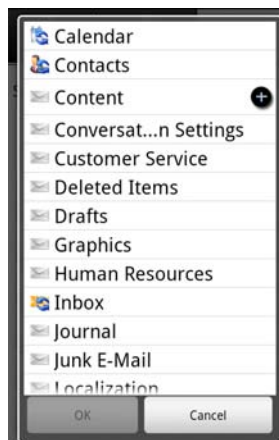 Calendar
Contacts
Content
Conversat...n Settings
Customer Service
Deleted Items
Drafts
Graphics
Human Resources
Inbox
Journal
Junk E-Mail
Localization
OK
Cancel